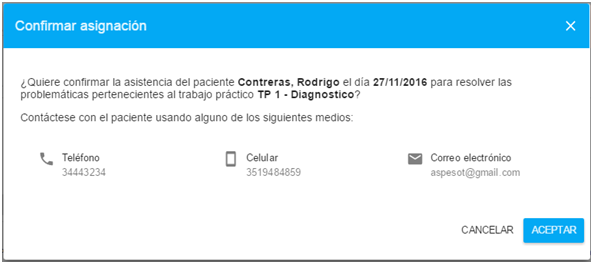 Confirmar asignación
¿Quiere confirmar la asistencia del paciente Contreras, Rodrigo el día 27/11/2016 para resolver las
problemáticas pertenecientes al trabajo práctico TP 1 - Diagnostico?
Contáctese con el paciente usando alguno de los siguientes medios:
Teléfono
34443234
Celular
3519484859
Correo electrónico
aspesot@gmail.com
CANCELAR
ACEPTAR